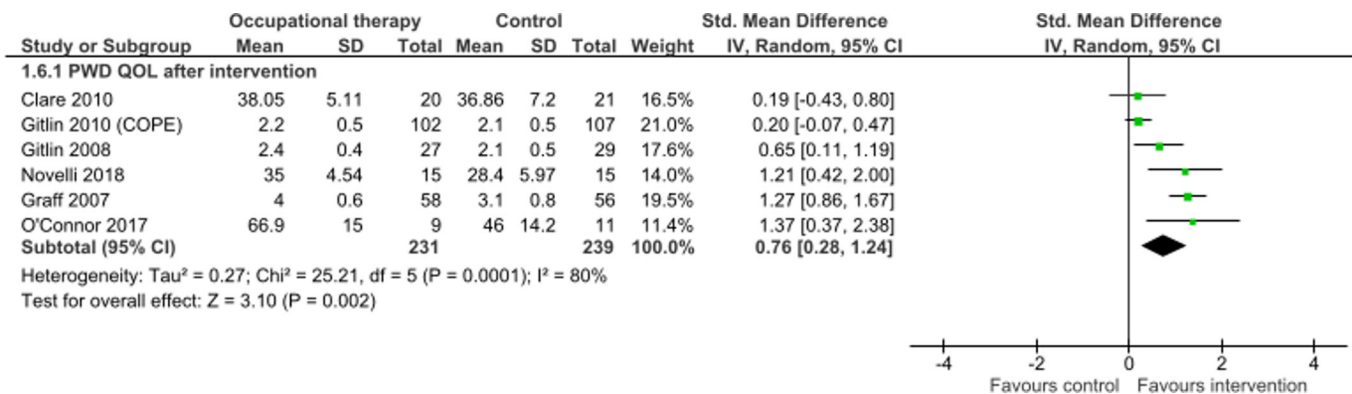 Occupational therapy Control Std. Mean Difference Std. Mean Difference
Study or Subgroup Mean SD Total Mean SD Total Weight IV, Random, 95% CI IV, Random, 95% CI
1.6.1 PWD QOL after intervention
Clare 2010 38.05 5.11 20 36.86 7.2 21 16.5% 0.19 [-0.43, 0.80]
Gitlin 2010 (COPE) 2.2 0.5 102 2.1 0.5 107 21.0% 0.20 [-0.07, 0.47]
Gitlin 2008 2.4 0.4 27 2.1 0.5 29 17.6% 0.65 [0.11, 1.19]
Novelli 2018 35 4.54 15 28.4 5.97 15 14.0% 1.21 [0.42, 2.00]
Graff 2007 4 0.6 58 3.1 0.8 56 19.5% 1.27 [0.86, 1.67]
O'Connor 2017 66.9 15 9 46 14.2 11 11.4% 1.37 [0.37, 2.38]
Subtotal (95% CI) 231 239 100.0% 0.76 [0.28, 1.24]
Heterogeneity: Tau² = 0.27; Chi² = 25.21, df = 5 (P = 0.0001); I² = 80%
Test for overall effect: Z = 3.10 (P = 0.002)
-4 -2 0 2 4
Favours control Favours intervention